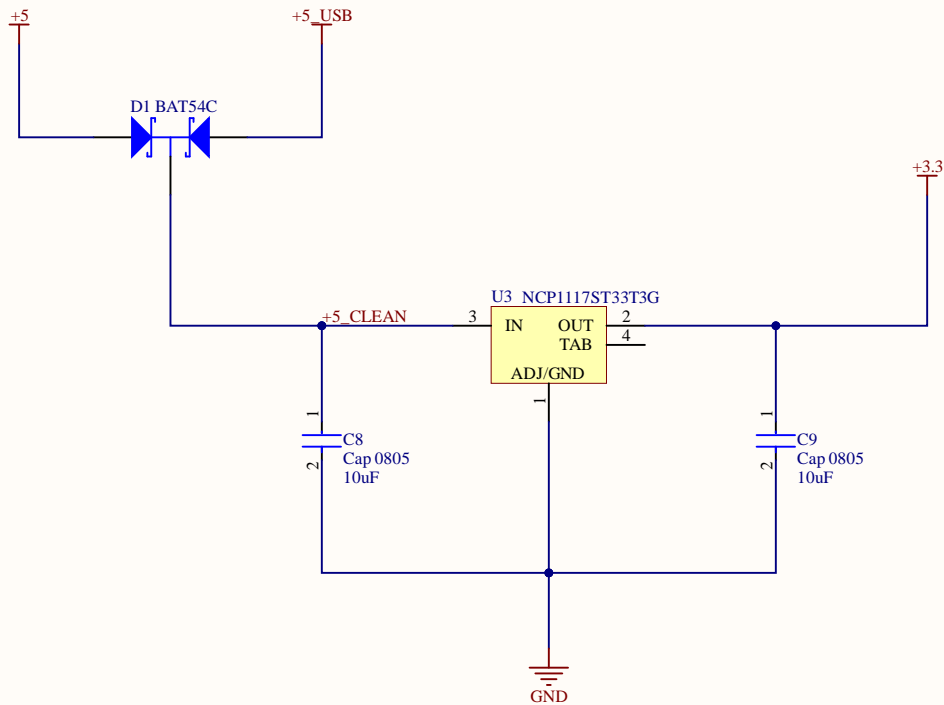 +5
+5_USB
D1 BAT54C
+3.3
U3 NCP1117ST33T3G
+5_CLEAN
3
IN
OUT
2
TAB
4
ADJ/GND
1
1
C8
Cap 0805
10uF
2
1
C9
Cap 0805
10uF
2
GND